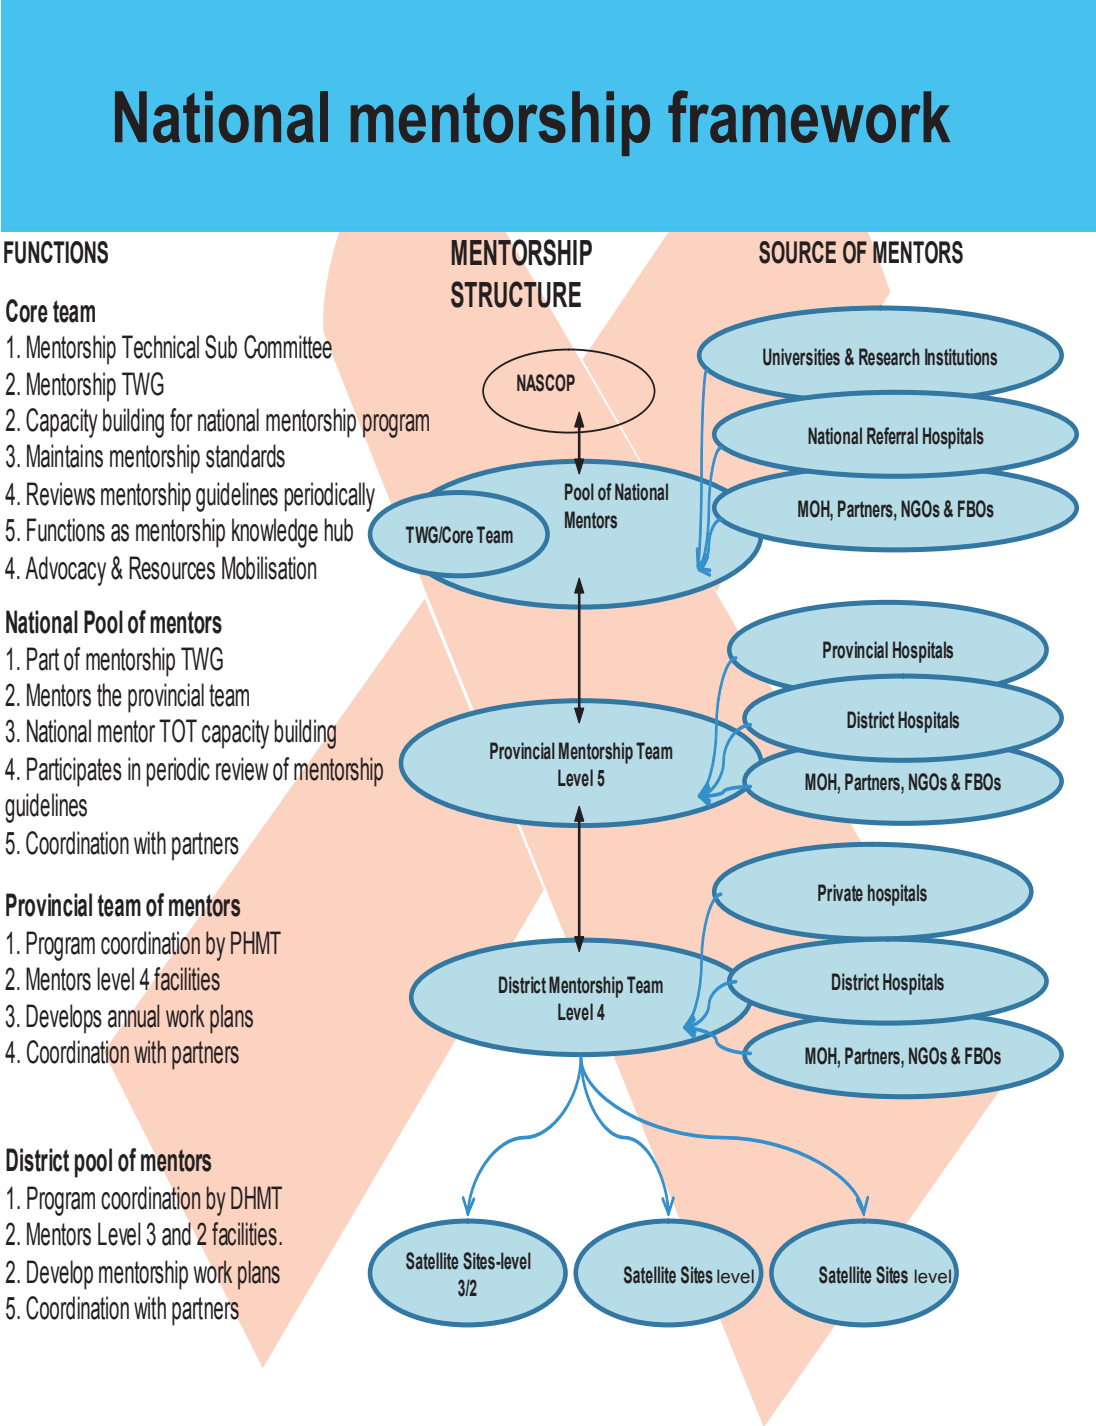 National mentorship framework
FUNCTIONS
Core team
1. Mentorship Technical Sub Committee
2. Mentorship TWG
2. Capacity building for national mentorship program
3. Maintains mentorship standards
4. Reviews mentorship guidelines periodically
5. Functions as mentorship knowledge hub
4. Advocacy & Resources Mobilisation
National Pool of mentors
1. Part of mentorship TWG
2. Mentors the provincial team
3. National mentor TOT capacity building
4. Participates in periodic review of mentorship
guidelines
5. Coordination with partners
Provincial team of mentors
1. Program coordination by PHMT
2. Mentors level 4 facilities
3. Develops annual work plans
4. Coordination with partners
District pool of mentors
1. Program coordination by DHMT
2. Mentors Level 3 and 2 facilities.
2. Develop mentorship work plans
5. Coordination with partners
MENTORSHIP
STRUCTURE
NASCOP
Pool of National
Mentors
TWG/Core Team
Provincial Mentorship Team
Level 5
District Mentorship Team
Level 4
Satellite Sites-level
3/2
Satellite Sites level
Satellite Sites level
SOURCE OF MENTORS
Universities & Research Institutions
National Referral Hospitals
MOH, Partners, NGOs & FBOs
Provincial Hospitals
District Hospitals
MOH, Partners, NGOs & FBOs
Private hospitals
District Hospitals
MOH, Partners, NGOs & FBOs